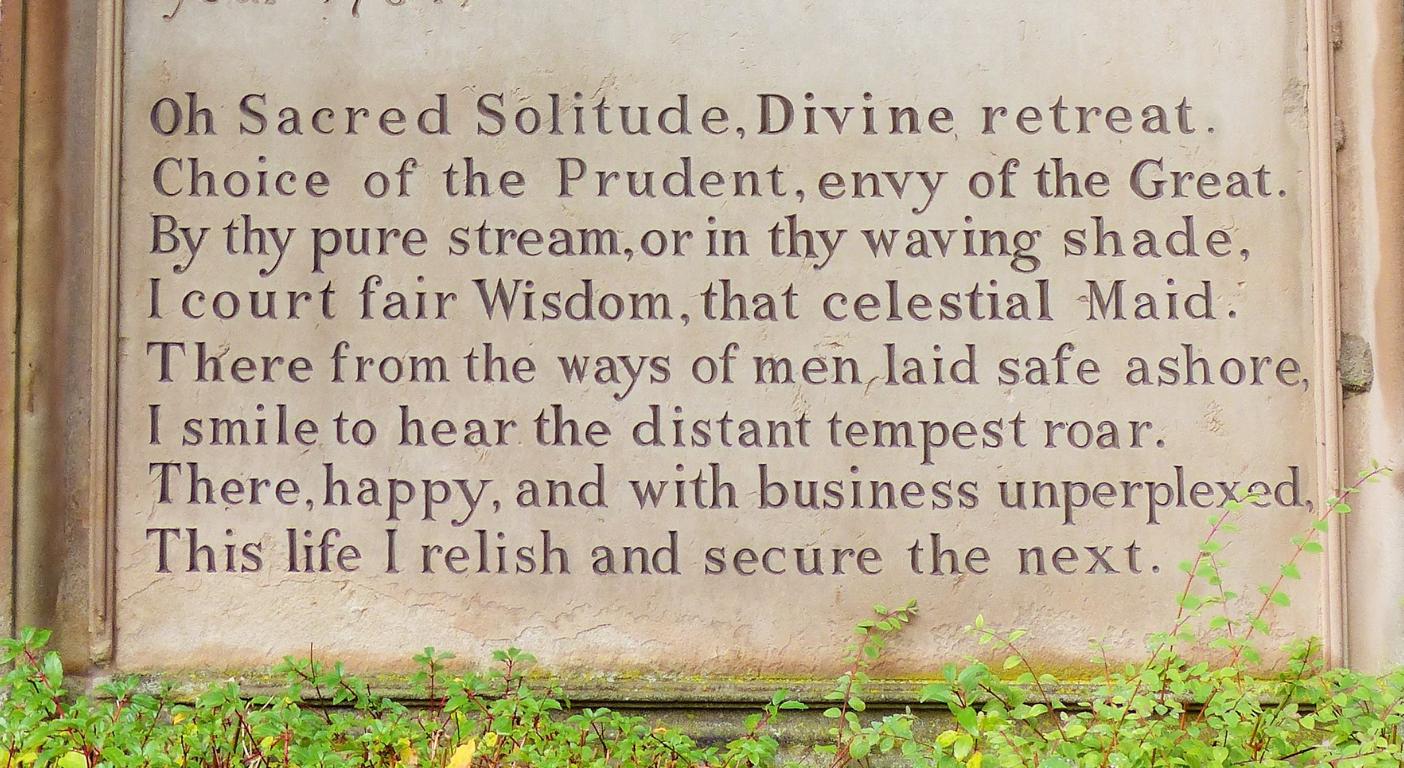 Oh Sacred Solitude, Divine retreat.
Choice of the Prudent, envy of the Great.
By thy pure stream, or in thy waving shade,
I court fair Wisdom, that celestial Maid.
There from the ways of men laid safe ashore,
I smile to hear the distant tempest roar.
There, happy, and with business unperplexed,
This life I relish and secure the next.